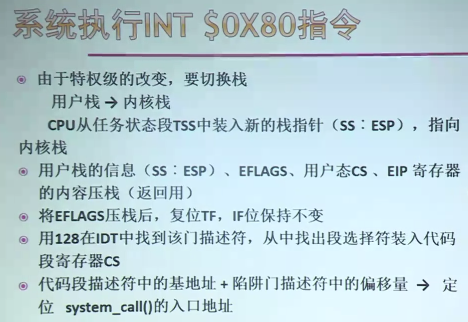 系统执行INT $0X80指令
由于特权级的改变，要切换栈
用户栈 → 内核栈
CPU从任务状态段TSS中装入新的栈指针（SS：ESP），指向
内核栈
用户栈的信息（SS：ESP）、EFLAGS、用户态CS 、EIP 寄存器
的内容压栈（返回用）
将EFLAGS压栈后，复位TF，IF位保持不变
用128在IDT中找到该门描述符，从中找出段选择符装入代码
段寄存器CS
代码段描述符中的基地址 + 陷阱门描述符中的偏移量 → 定
位 system_call()的入口地址